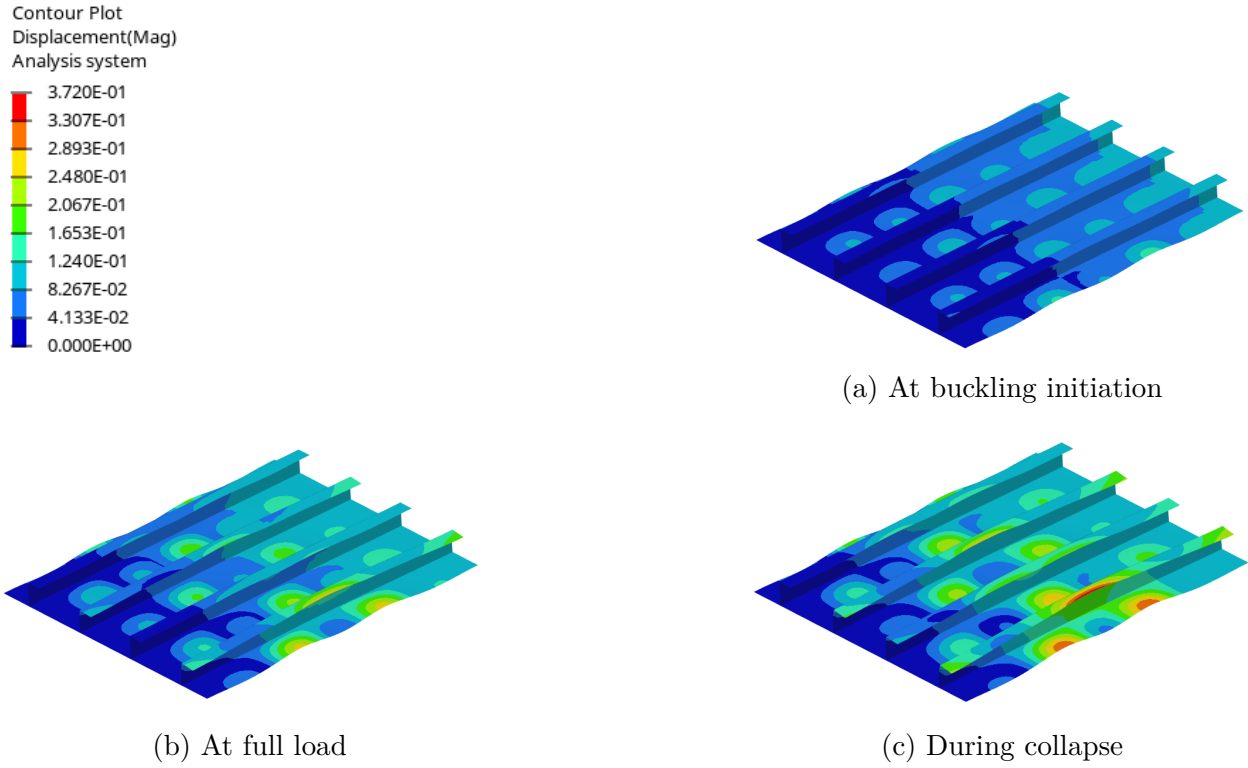 Contour Plot
Displacement(Mag)
Analysis system
3.720E-01
3.307E-01
2.893E-01
2.480E-01
2.067E-01
1.653E-01
1.240E-01
8.267E-02
4.133E-02
0.000E+00
(a) At buckling initiation
(b) At full load
(c) During collapse